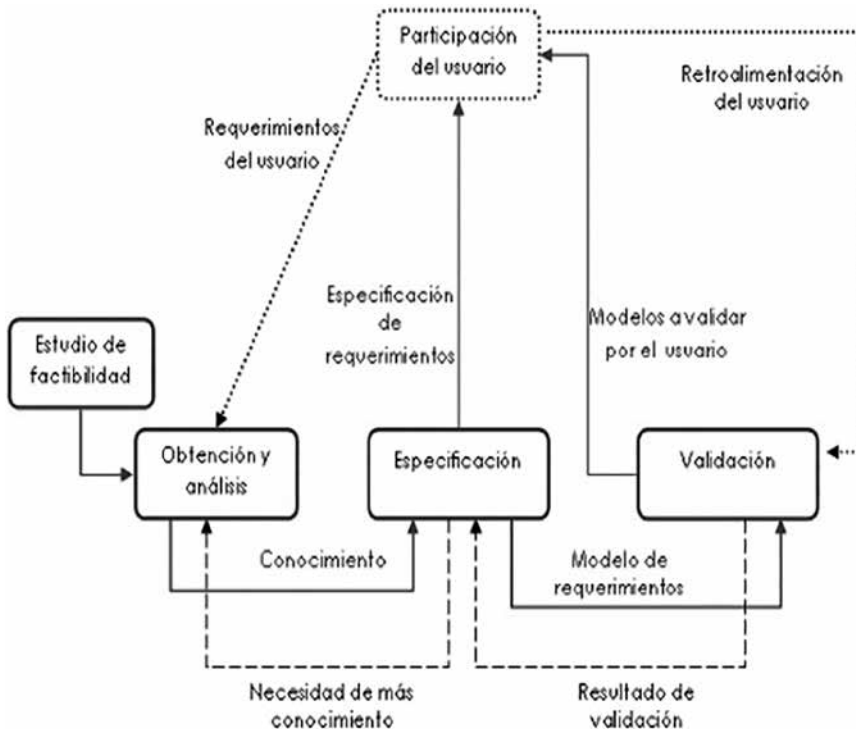 Participación
del usuario
Retroalimentación
del usuario
Requerimientos
del usuario
Especificación
de
requerimientos
Modelos a validar
por el usuario
Estudio de
factibilidad
Obtención y
análisis
Especificación
Validación
Conocimiento
Modelo de
requerimientos
Necesidad de más
conocimiento
Resultado de
validación